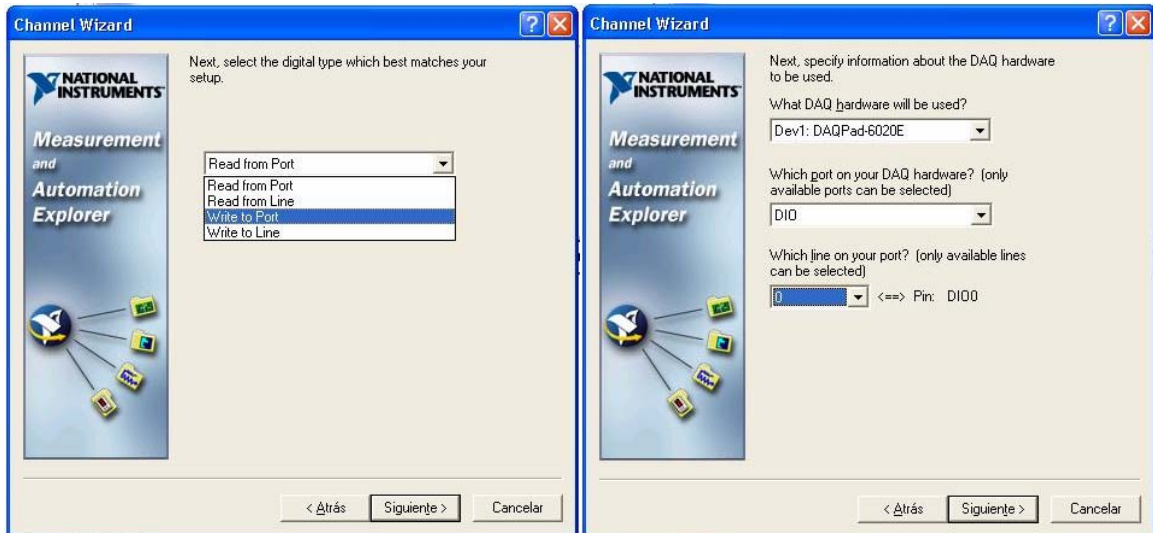 Channel Wizard
NATIONAL
INSTRUMENTS
Measurement
and
Automation
Explorer
Next, select the digital type which best matches your
setup.
Read from Port
Read from Port
Read from Line
Write to Port
Write to Line
< Atrás
Siguiente >
Cancelar
Channel Wizard
NATIONAL
INSTRUMENTS
Measurement
and
Automation
Explorer
Next, specify information about the DAQ hardware
to be used.
What DAQ hardware will be used?
Dev1: DAQPad-6020E
Which port on your DAQ hardware? (only
available ports can be selected)
DIO
Which line on your port? (only available lines
can be selected)
0 <==> Pin: DIO0
< Atrás
Siguiente >
Cancelar